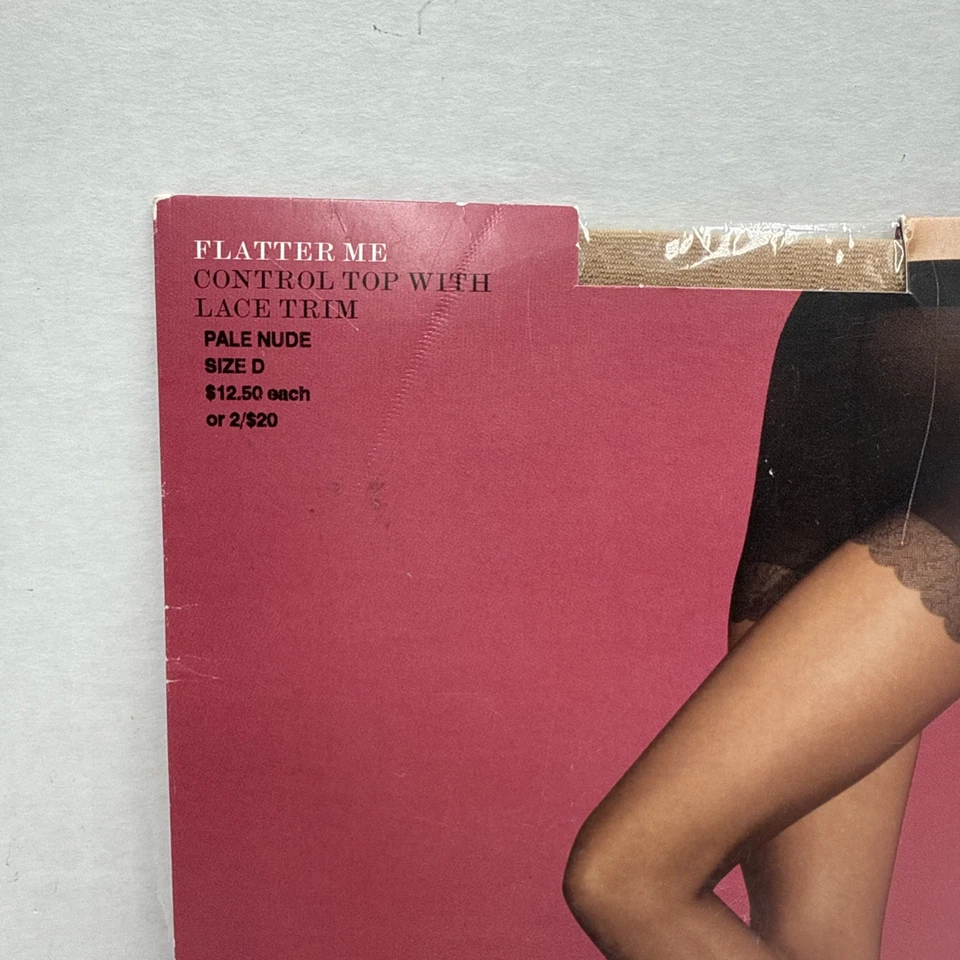 FLATTER ME
CONTROL TOP WITH
LACE TRIM
PALE NUDE
SIZE D
$12.50 each
or 2/$20